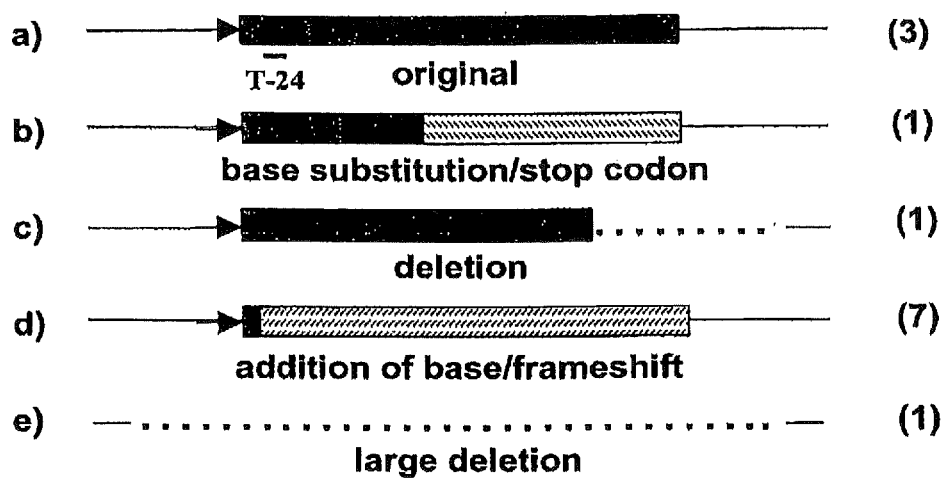 a) (3)
T-24
original
b) (1)
base substitution/stop codon
c) (1)
deletion
d) (7)
addition of base/frameshift
e) (1)
large deletion